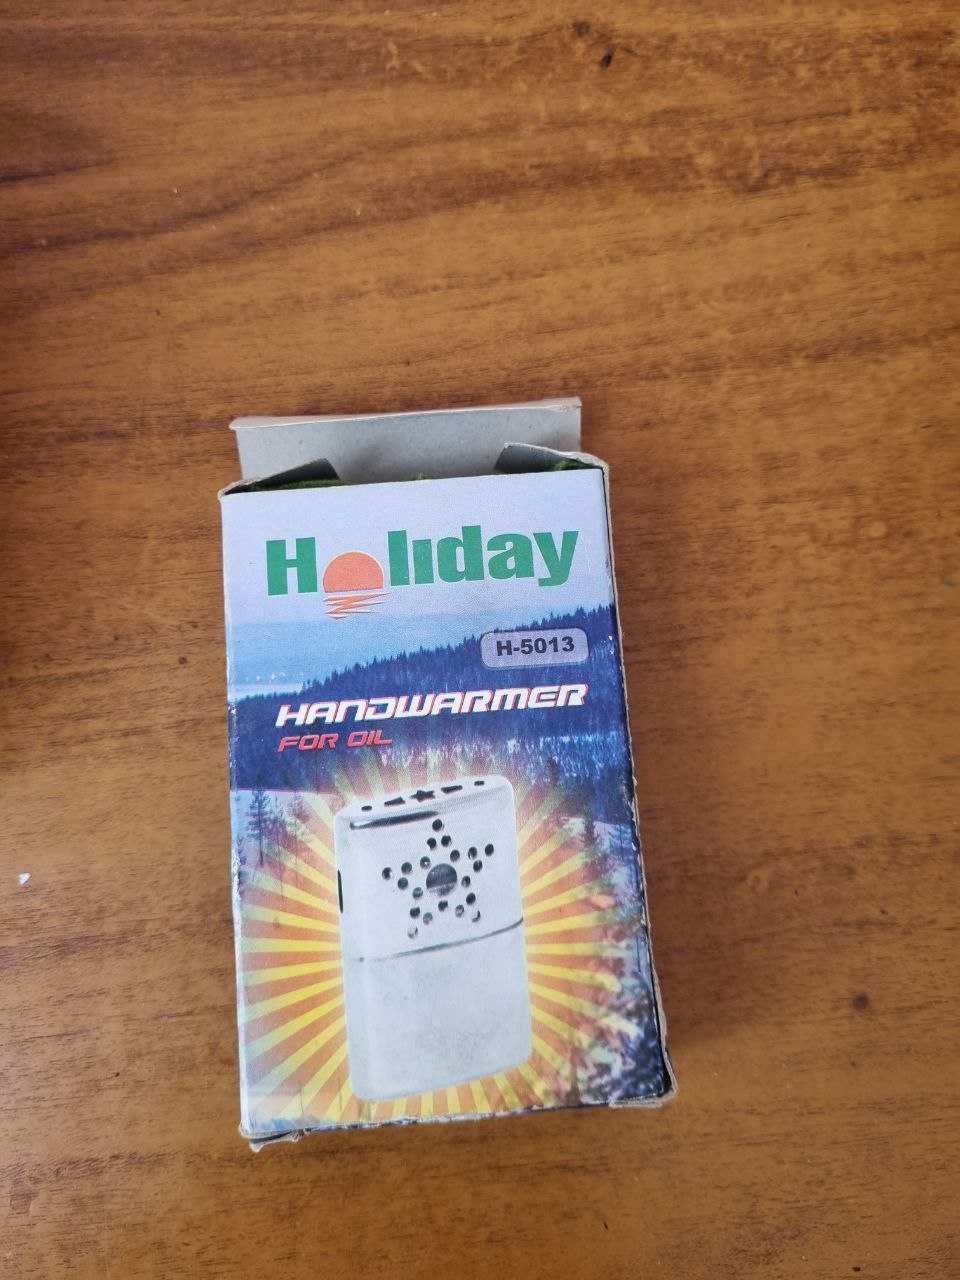 Holiday
H-5013
HANDWARMER
FOR OIL